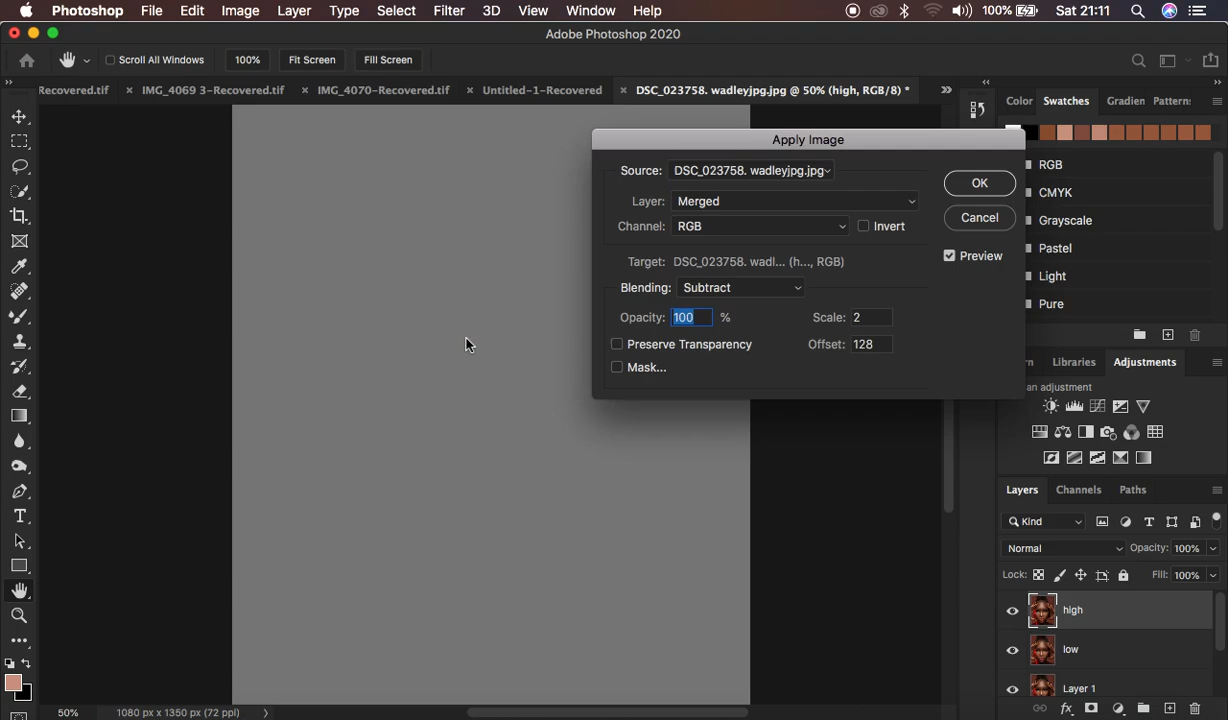 Photoshop File Edit Image Layer Type Select Filter 3D View Window Help 100% Sat 21:11
Adobe Photoshop 2020
Scroll All Windows 100% Fit Screen Fill Screen
Recovered.tif IMG_4069 3-Recovered.tif IMG_4070-Recovered.tif Untitled-1-Recovered DSC_023758. wadleyjpg.jpg @ 50% (high, RGB/8) *
Color Swatches Gradien Patterns
Apply Image
Source: DSC_023758. wadleyjpg.jpg
OK
Layer: Merged
Cancel
Channel: RGB Invert
Preview
Target: DSC_023758. wadl... (h..., RGB)
Blending: Subtract
Opacity: 100 % Scale: 2
Preserve Transparency Offset: 128
Mask...
RGB
CMYK
Grayscale
Pastel
Light
Pure
rn Libraries Adjustments
an adjustment
Layers Channels Paths
Kind
Normal Opacity: 100%
Lock: Fill: 100%
high
low
Layer 1
50% 1080 px x 1350 px (72 ppi)